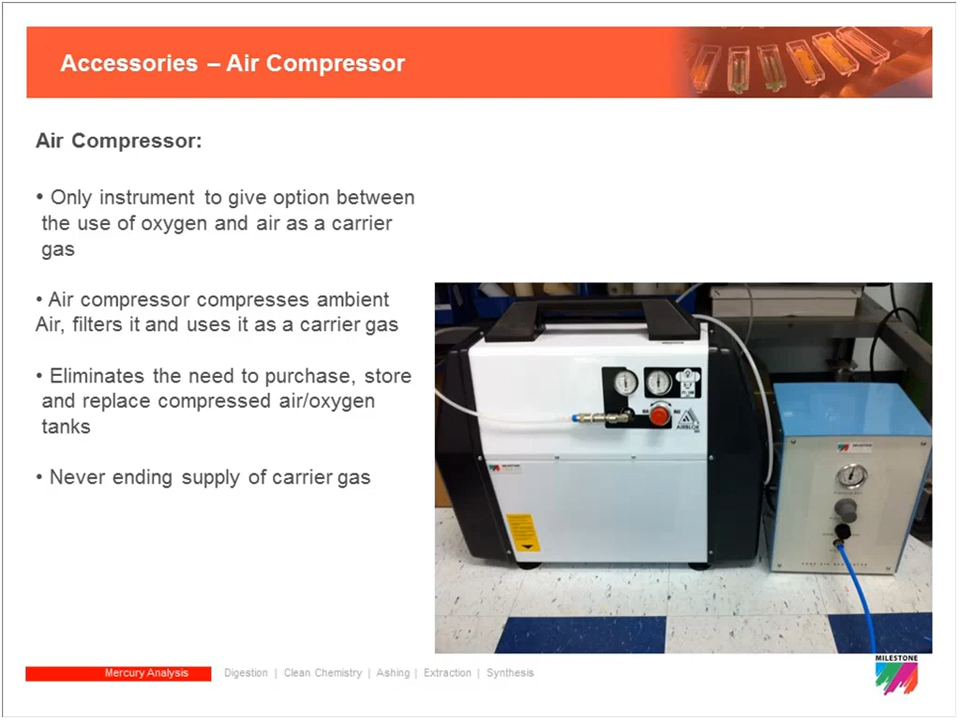 Accessories – Air Compressor
Air Compressor:
• Only instrument to give option between
the use of oxygen and air as a carrier
gas
• Air compressor compresses ambient
Air, filters it and uses it as a carrier gas
• Eliminates the need to purchase, store
and replace compressed air/oxygen
tanks
• Never ending supply of carrier gas
MILESTONE
Mercury Analysis
Digestion | Clean Chemistry | Ashing | Extraction | Synthesis
MILESTONE